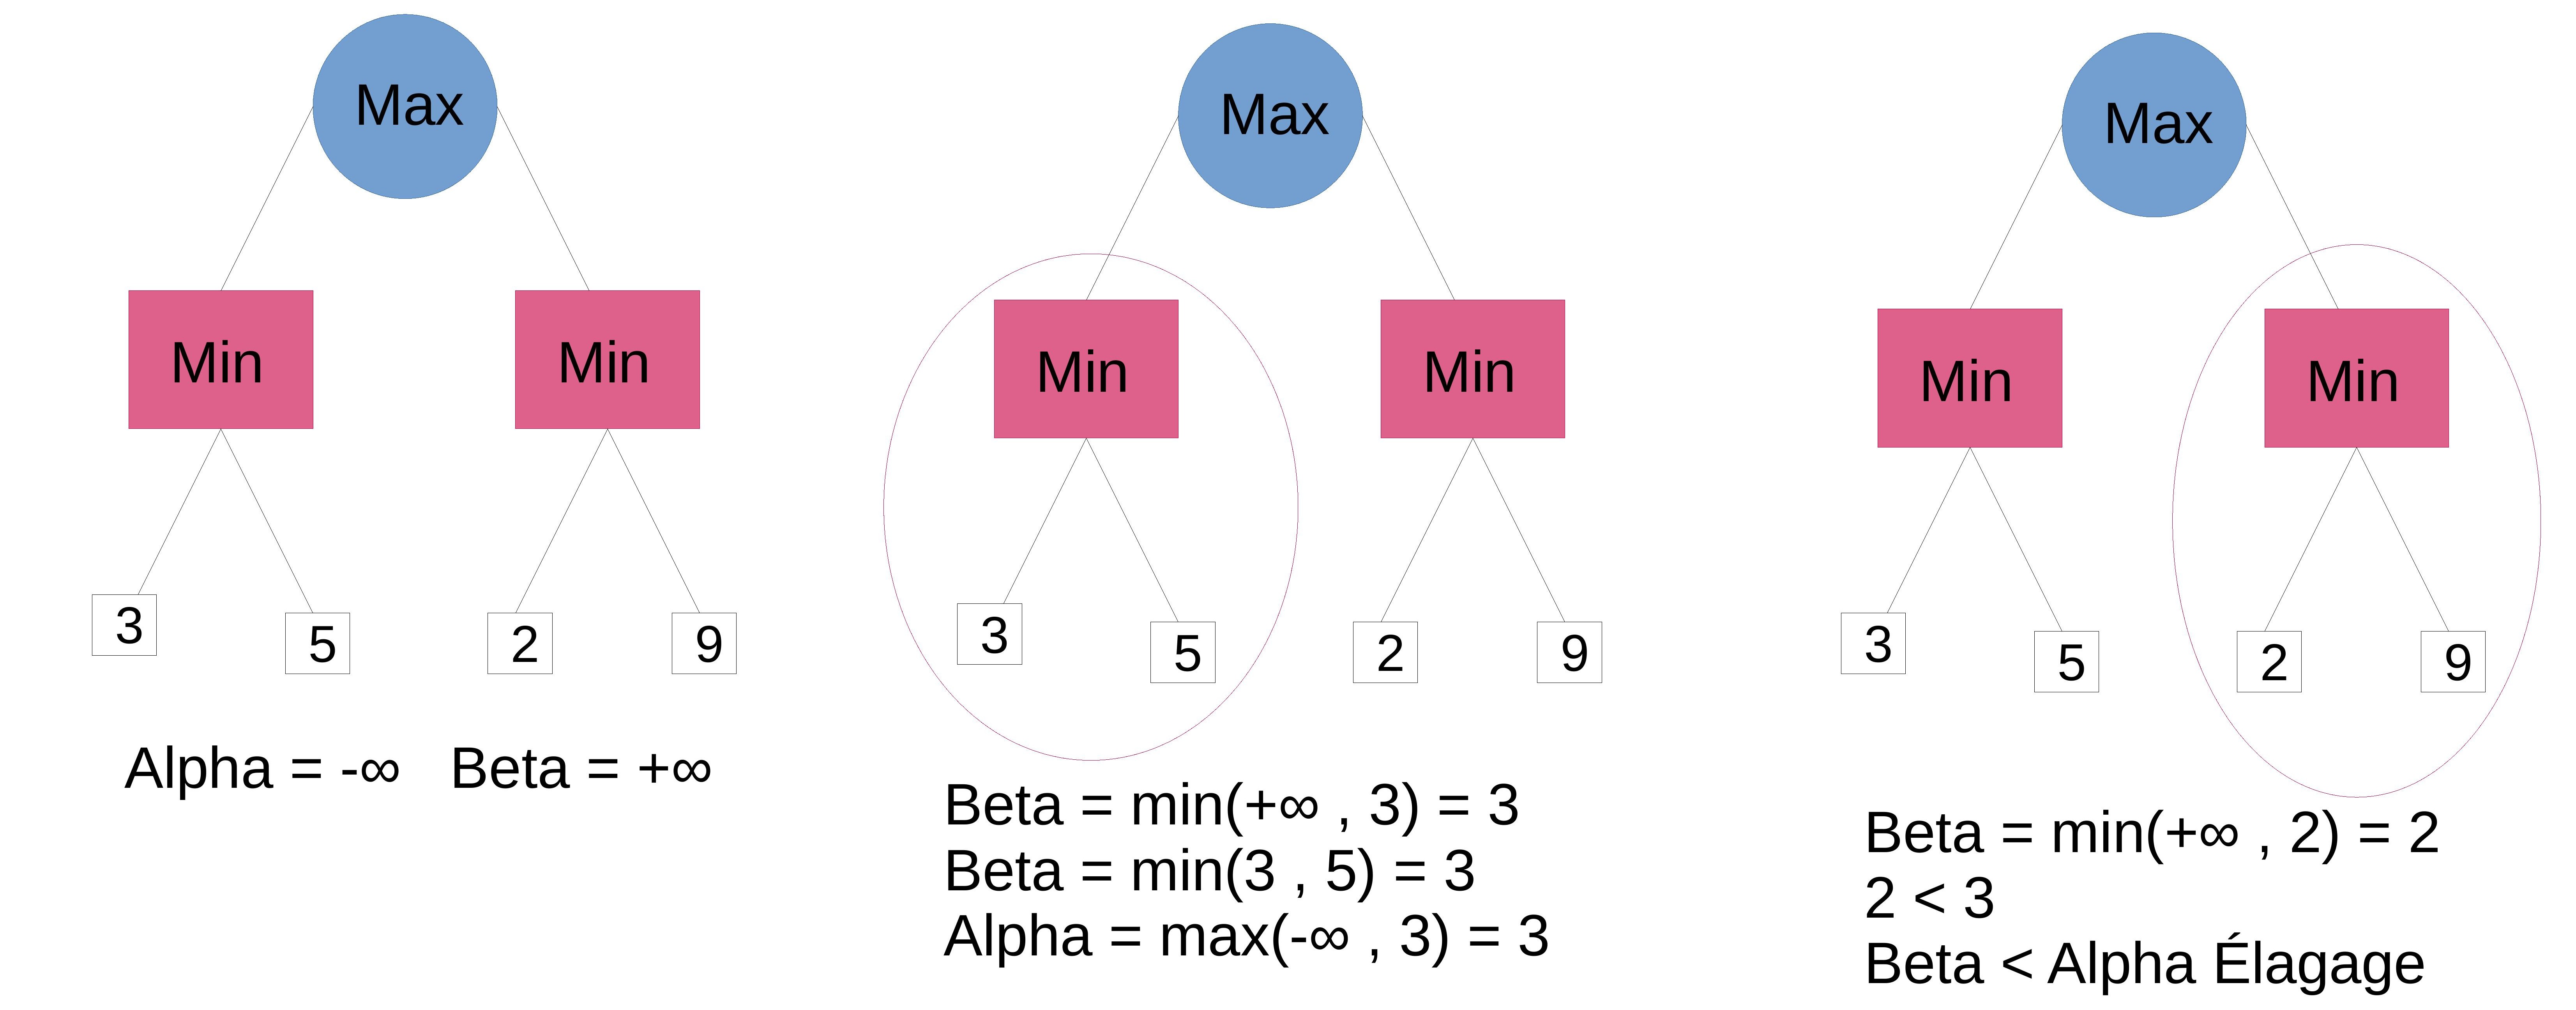 Max
Min
Min
3
5
2
9
Alpha = -∞ Beta = +∞
Max
Min
Min
3
5
2
9
Beta = min(+∞ , 3) = 3
Beta = min(3 , 5) = 3
Alpha = max(-∞ , 3) = 3
Max
Min
Min
3
5
2
9
Beta = min(+∞ , 2) = 2
2 < 3
Beta < Alpha Élagage